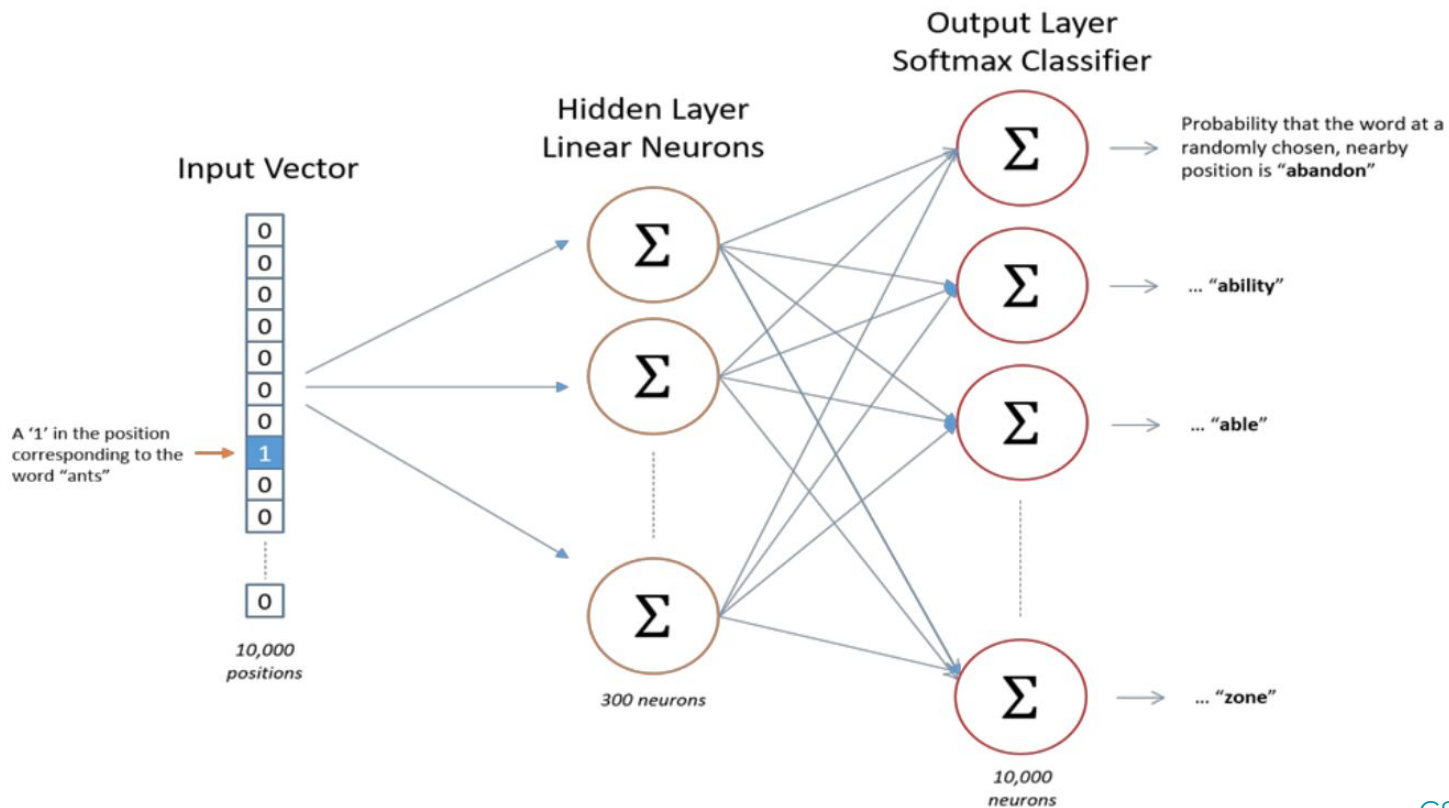 Output Layer
Softmax Classifier
Hidden Layer
Linear Neurons
Input Vector
0
0
0
0
0
0
0
1
0
0
0
A ‘1’ in the position
corresponding to the
word “ants”
10,000
positions
Σ
Σ
Σ
300 neurons
Σ
Σ
Σ
Σ
10,000
neurons
Probability that the word at a
randomly chosen, nearby
position is “abandon”
... “ability”
... “able”
... “zone”